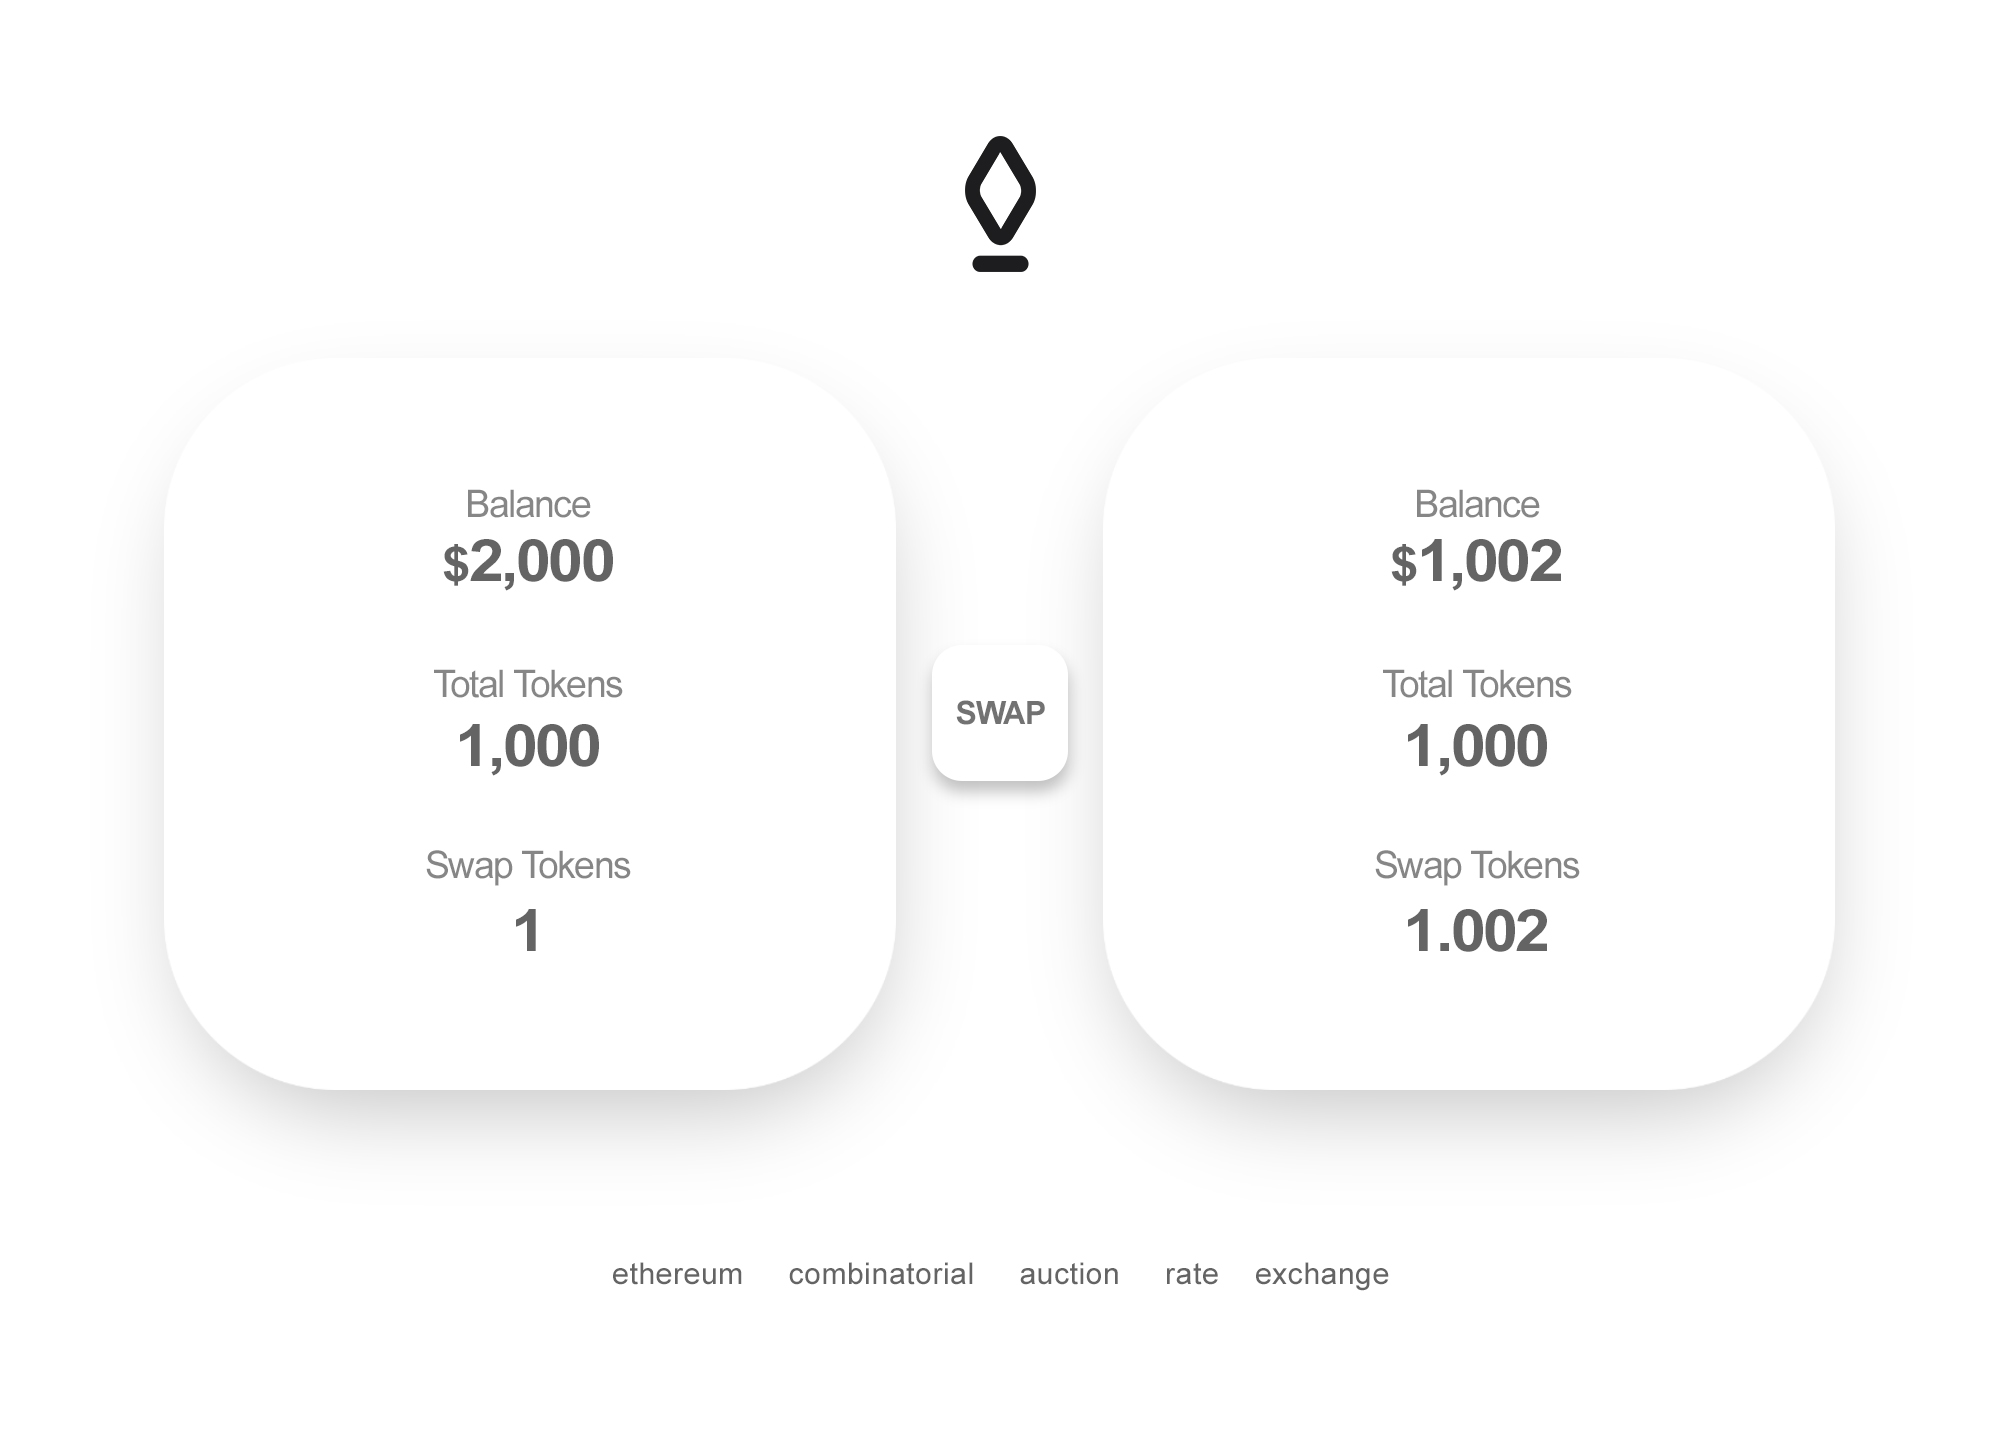 Balance
$2,000
Total Tokens
1,000
Swap Tokens
1
SWAP
Balance
$1,002
Total Tokens
1,000
Swap Tokens
1.002
ethereum combinatorial auction rate exchange